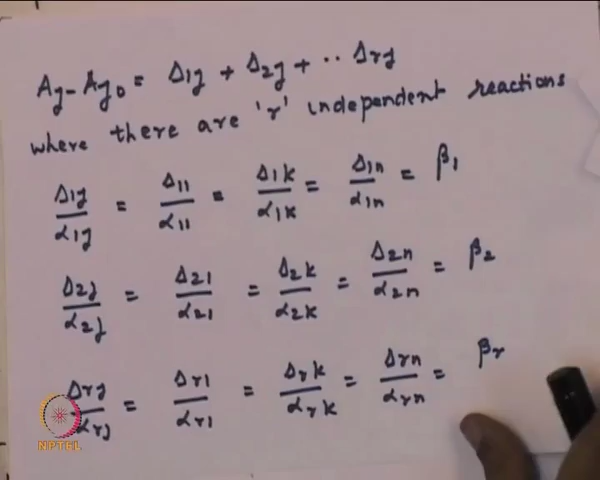 Aj - Aj0 = Δ1j + Δ2j + ·· Δrj
where there are 'r' independent reactions
Δ1j/α1j = Δ11/α11 = Δ1k/α1k = Δ1n/α1n = β1
Δ2j/α2j = Δ21/α21 = Δ2k/α2k = Δ2n/α2n = β2
Δrj/αrj = Δr1/αr1 = Δrk/αrk = Δrn/αrn = βr
NPTEL